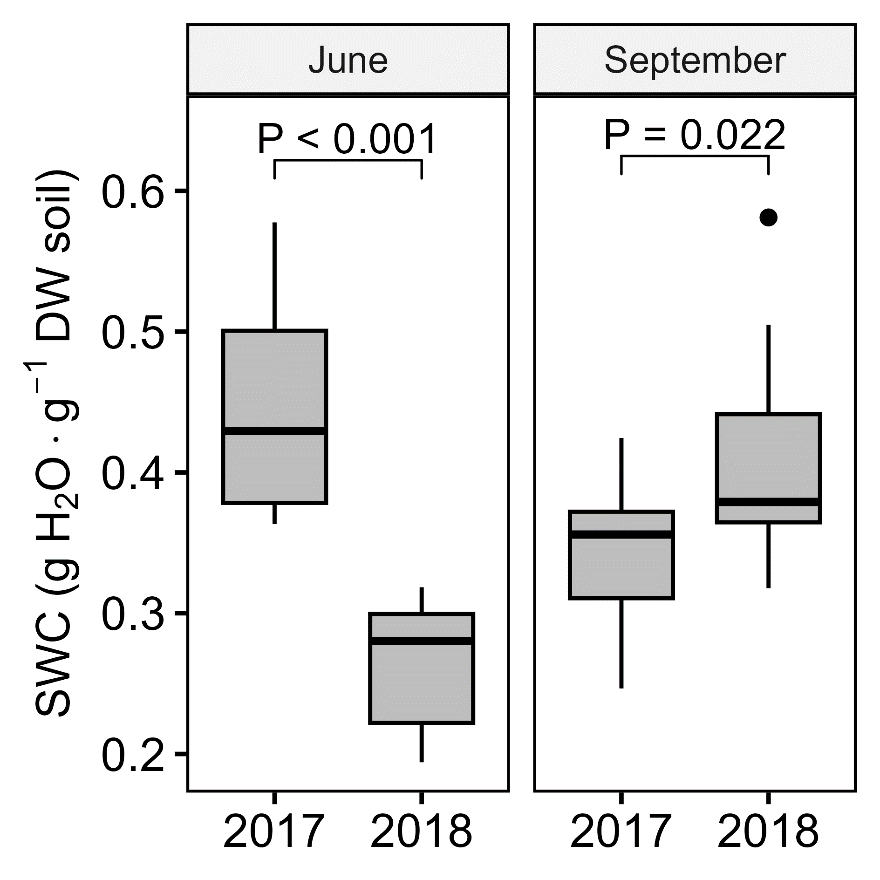 June
September
P < 0.001
P = 0.022
SWC (g H₂O · g⁻¹ DW soil)
0.6
0.5
0.4
0.3
0.2
2017
2018
2017
2018